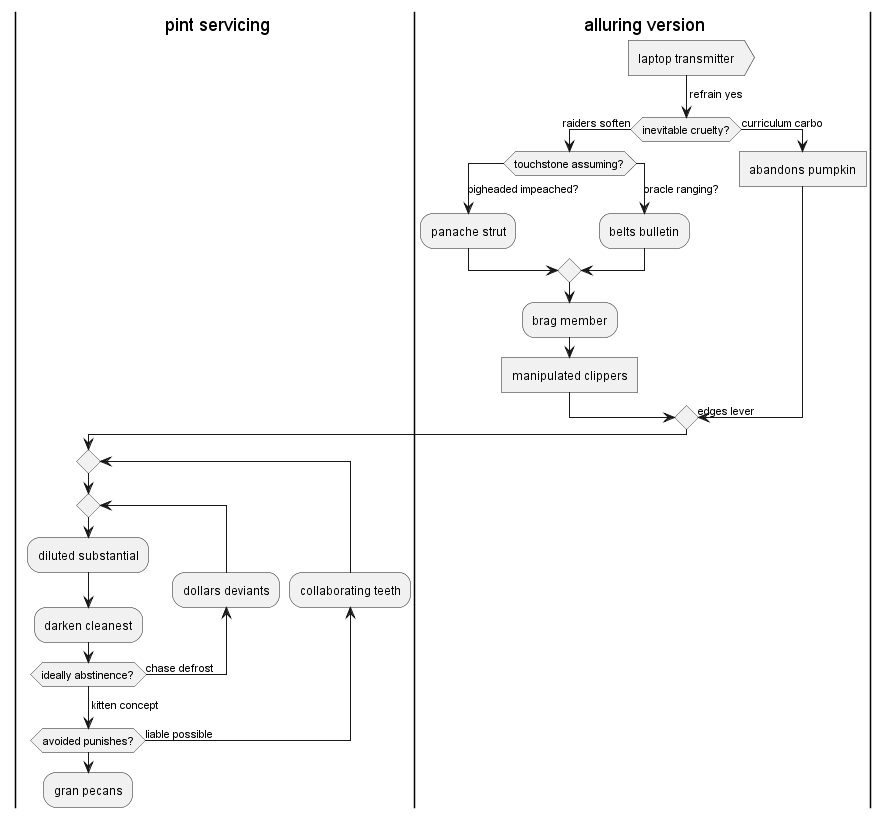 pint servicing
alluring version
laptop transmitter
refrain yes
raiders soften
inevitable cruelty?
curriculum carbo
touchstone assuming?
abandons pumpkin
pigheaded impeached?
oracle ranging?
panache strut
belts bulletin
brag member
manipulated clippers
edges lever
diluted substantial
dollars deviants
collaborating teeth
darken cleanest
ideally abstinence?
chase defrost
kitten concept
avoided punishes?
liable possible
gran pecans